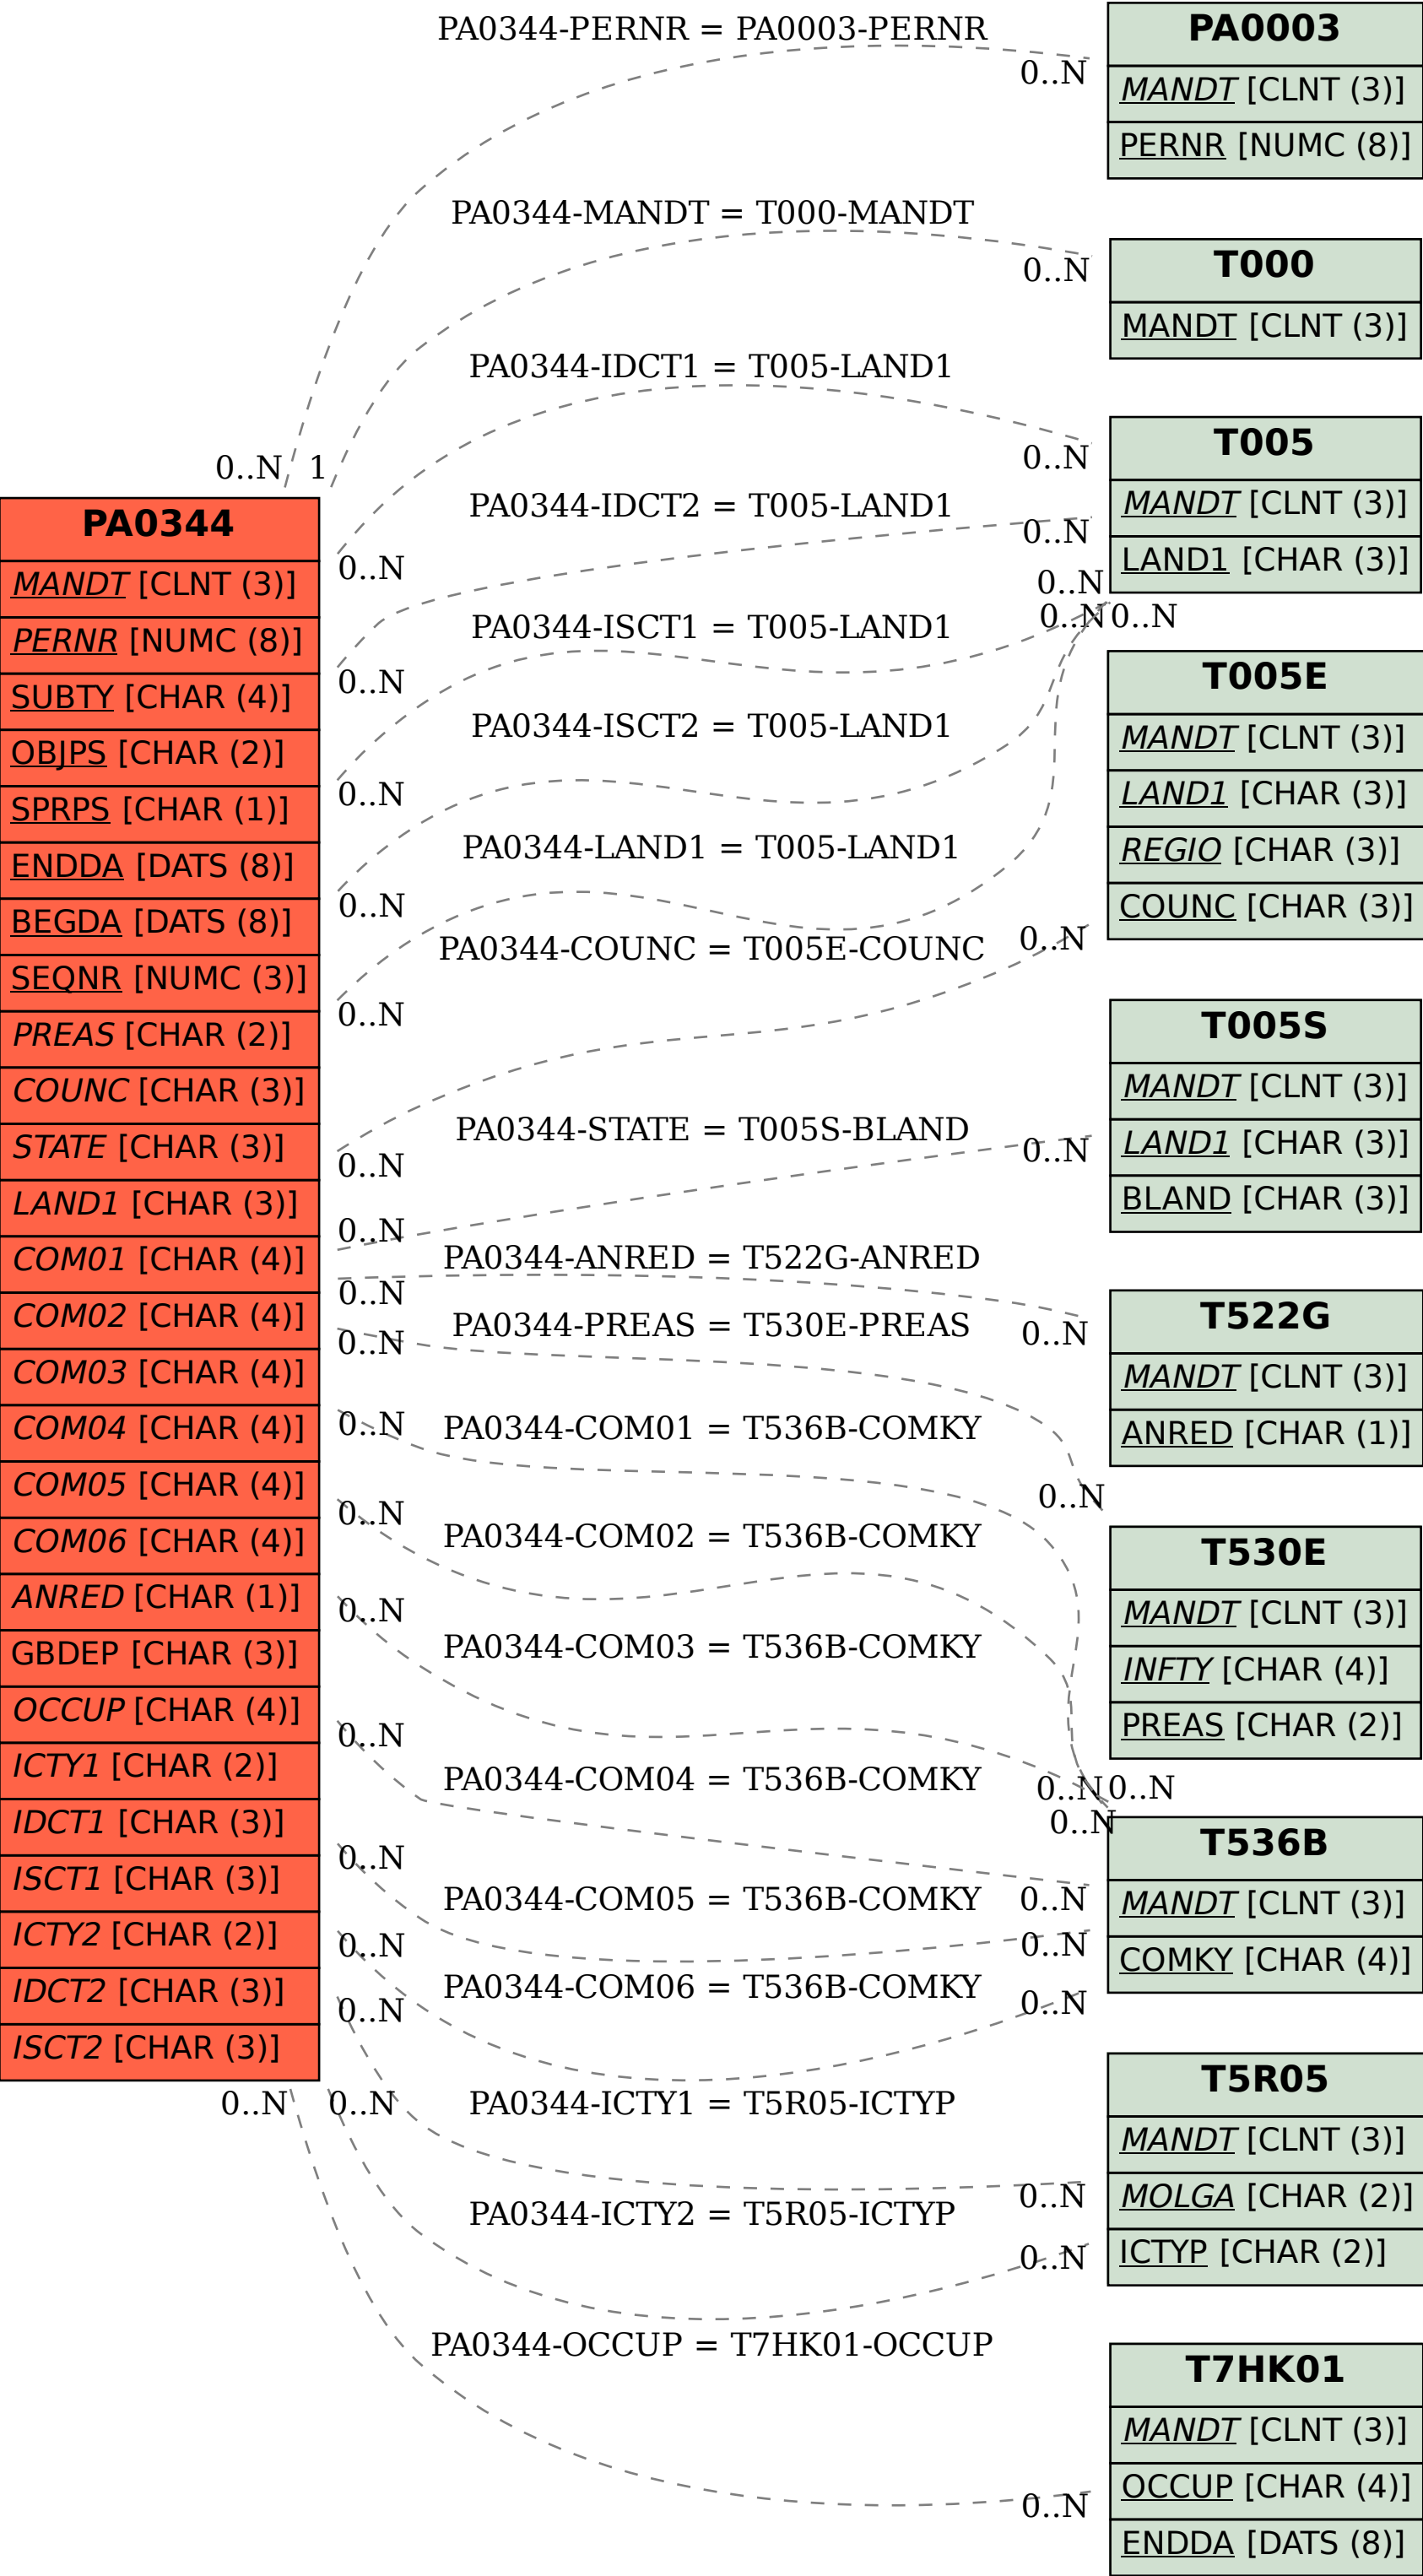 PA0344-PERNR = PA0003-PERNR
0..N
PA0003
MANDT [CLNT (3)]
PERNR [NUMC (8)]
PA0344-MANDT = T000-MANDT
0..N
T000
MANDT [CLNT (3)]
PA0344-IDCT1 = T005-LAND1
0..N
T005
MANDT [CLNT (3)]
LAND1 [CHAR (3)]
0..N 1
PA0344
MANDT [CLNT (3)]
PERNR [NUMC (8)]
SUBTY [CHAR (4)]
OBJPS [CHAR (2)]
SPRPS [CHAR (1)]
ENDDA [DATS (8)]
BEGDA [DATS (8)]
SEQNR [NUMC (3)]
PREAS [CHAR (2)]
COUNC [CHAR (3)]
STATE [CHAR (3)]
LAND1 [CHAR (3)]
COM01 [CHAR (4)]
COM02 [CHAR (4)]
COM03 [CHAR (4)]
COM04 [CHAR (4)]
COM05 [CHAR (4)]
COM06 [CHAR (4)]
ANRED [CHAR (1)]
GBDEP [CHAR (3)]
OCCUP [CHAR (4)]
ICTY1 [CHAR (2)]
IDCT1 [CHAR (3)]
ISCT1 [CHAR (3)]
ICTY2 [CHAR (2)]
IDCT2 [CHAR (3)]
ISCT2 [CHAR (3)]
0..N 0..N
PA0344-IDCT2 = T005-LAND1
0..N
0..N
0..N
0..N
0..N 0..N
PA0344-ISCT1 = T005-LAND1
0..N
PA0344-ISCT2 = T005-LAND1
0..N
PA0344-LAND1 = T005-LAND1
0..N
T005E
MANDT [CLNT (3)]
LAND1 [CHAR (3)]
REGIO [CHAR (3)]
COUNC [CHAR (3)]
PA0344-COUNC = T005E-COUNC
0..N
0..N
T005S
MANDT [CLNT (3)]
LAND1 [CHAR (3)]
BLAND [CHAR (3)]
PA0344-STATE = T005S-BLAND
0..N
0..N
PA0344-ANRED = T522G-ANRED
0..N
0..N
T522G
MANDT [CLNT (3)]
ANRED [CHAR (1)]
PA0344-PREAS = T530E-PREAS
0..N
0..N
T530E
MANDT [CLNT (3)]
INFTY [CHAR (4)]
PREAS [CHAR (2)]
PA0344-COM01 = T536B-COMKY
0..N
PA0344-COM02 = T536B-COMKY
0..N
PA0344-COM03 = T536B-COMKY
0..N
0..N 0..N
0..N
T536B
MANDT [CLNT (3)]
COMKY [CHAR (4)]
PA0344-COM04 = T536B-COMKY
0..N
0..N
PA0344-COM05 = T536B-COMKY
0..N
0..N
PA0344-COM06 = T536B-COMKY
0..N
0..N
T5R05
MANDT [CLNT (3)]
MOLGA [CHAR (2)]
ICTYP [CHAR (2)]
0..N
PA0344-ICTY1 = T5R05-ICTYP
0..N
PA0344-ICTY2 = T5R05-ICTYP
0..N
PA0344-OCCUP = T7HK01-OCCUP
0..N
T7HK01
MANDT [CLNT (3)]
OCCUP [CHAR (4)]
ENDDA [DATS (8)]